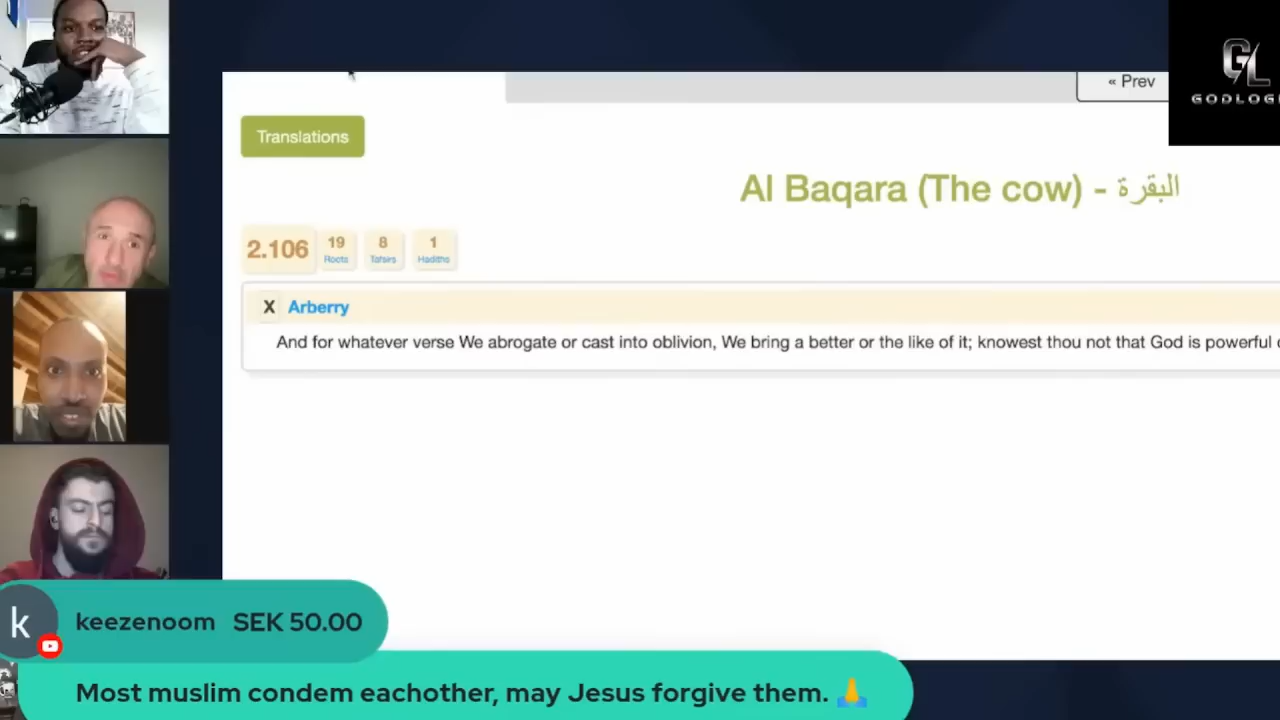 « Prev
GL
GODLOGI
Translations
Al Baqara (The cow) - البقرة
2.106
19 Roots
8 Tafsirs
1 Hadiths
X Arberry
And for whatever verse We abrogate or cast into oblivion, We bring a better or the like of it; knowest thou not that God is powerful
k
keezenoom SEK 50.00
Most muslim condem eachother, may Jesus forgive them. 🙏